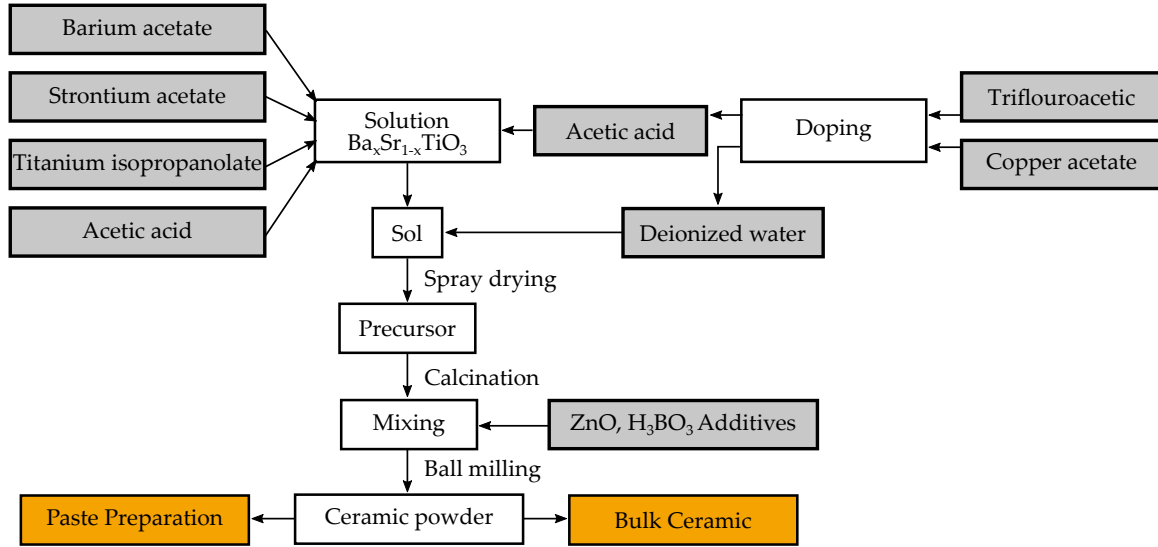 Barium acetate
Strontium acetate
Titanium isopropanolate
Acetic acid
Solution
BaₓSr₁₋ₓTiO₃
Acetic acid
Doping
Triflouroacetic
Copper acetate
Sol
Deionized water
Spray drying
Precursor
Calcination
Mixing
ZnO, H₃BO₃ Additives
Ball milling
Paste Preparation
Ceramic powder
Bulk Ceramic